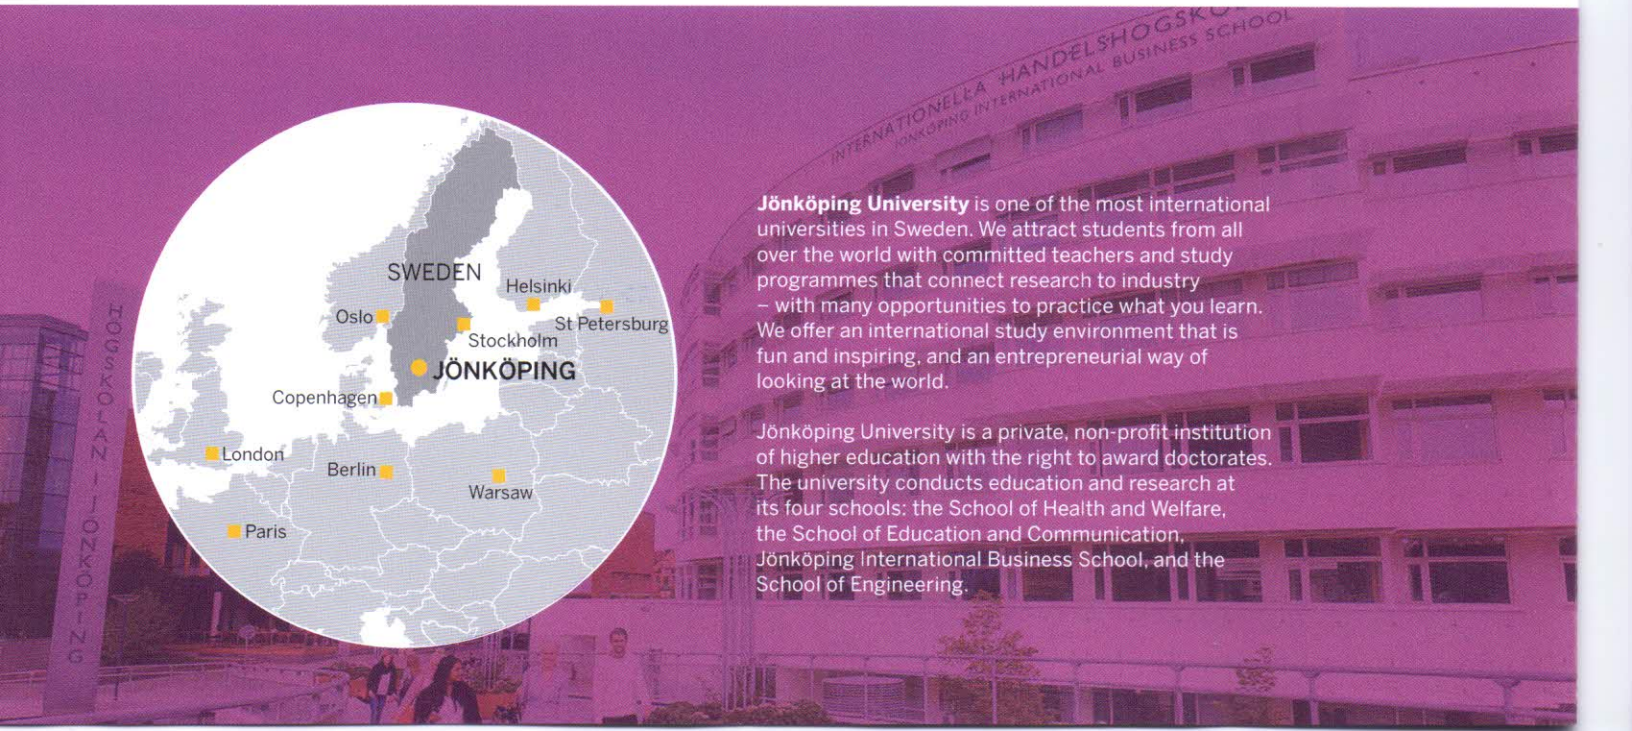 INTERNATIONELLA HANDELSHÖGSKO
JÖNKÖPING INTERNATIONAL BUSINESS SCHOOL
HÖGSKOLAN I JÖNKÖPING
SWEDEN
Helsinki
Oslo
St Petersburg
Stockholm
JÖNKÖPING
Copenhagen
London
Berlin
Warsaw
Paris
Jönköping University is one of the most international
universities in Sweden. We attract students from all
over the world with committed teachers and study
programmes that connect research to industry
– with many opportunities to practice what you learn.
We offer an international study environment that is
fun and inspiring, and an entrepreneurial way of
looking at the world.
Jönköping University is a private, non-profit institution
of higher education with the right to award doctorates.
The university conducts education and research at
its four schools: the School of Health and Welfare,
the School of Education and Communication,
Jönköping International Business School, and the
School of Engineering.